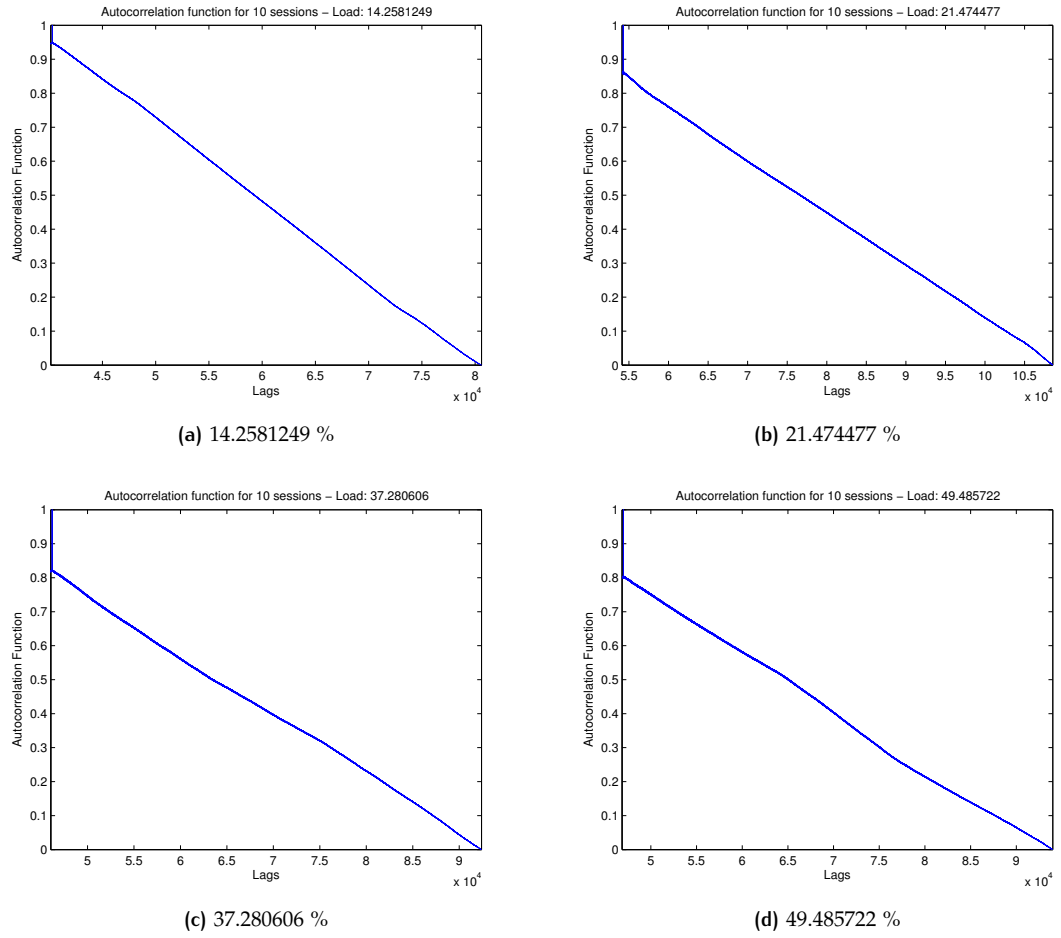 Autocorrelation function for 10 sessions – Load: 14.2581249
1
0.9
0.8
0.7
0.6
0.5
0.4
0.3
0.2
0.1
0
Autocorrelation Function
4.5 5 5.5 6 6.5 7 7.5 8
Lags
x 10⁴
(a) 14.2581249 %
Autocorrelation function for 10 sessions – Load: 21.474477
1
0.9
0.8
0.7
0.6
0.5
0.4
0.3
0.2
0.1
0
Autocorrelation Function
5.5 6 6.5 7 7.5 8 8.5 9 9.5 10 10.5
Lags
x 10⁴
(b) 21.474477 %
Autocorrelation function for 10 sessions – Load: 37.280606
1
0.9
0.8
0.7
0.6
0.5
0.4
0.3
0.2
0.1
0
Autocorrelation Function
5 5.5 6 6.5 7 7.5 8 8.5 9
Lags
x 10⁴
(c) 37.280606 %
Autocorrelation function for 10 sessions – Load: 49.485722
1
0.9
0.8
0.7
0.6
0.5
0.4
0.3
0.2
0.1
0
Autocorrelation Function
5 5.5 6 6.5 7 7.5 8 8.5 9
Lags
x 10⁴
(d) 49.485722 %